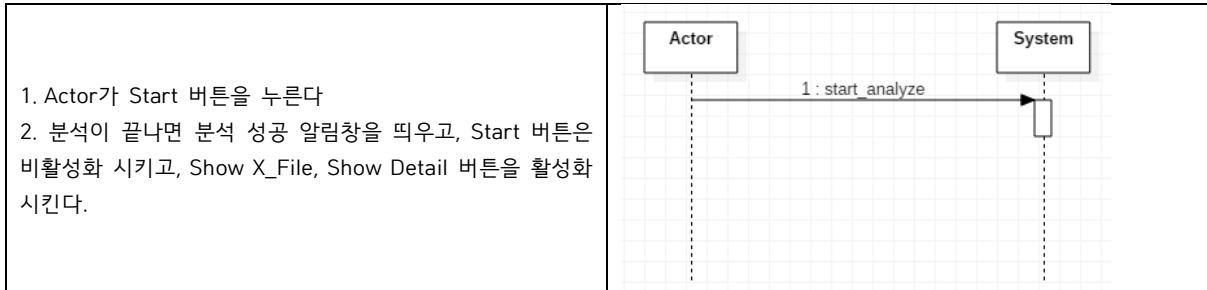 1. Actor가 Start 버튼을 누른다
2. 분석이 끝나면 분석 성공 알림창을 띄우고, Start 버튼은
비활성화 시키고, Show X_File, Show Detail 버튼을 활성화
시킨다.
Actor
System
1 : start_analyze